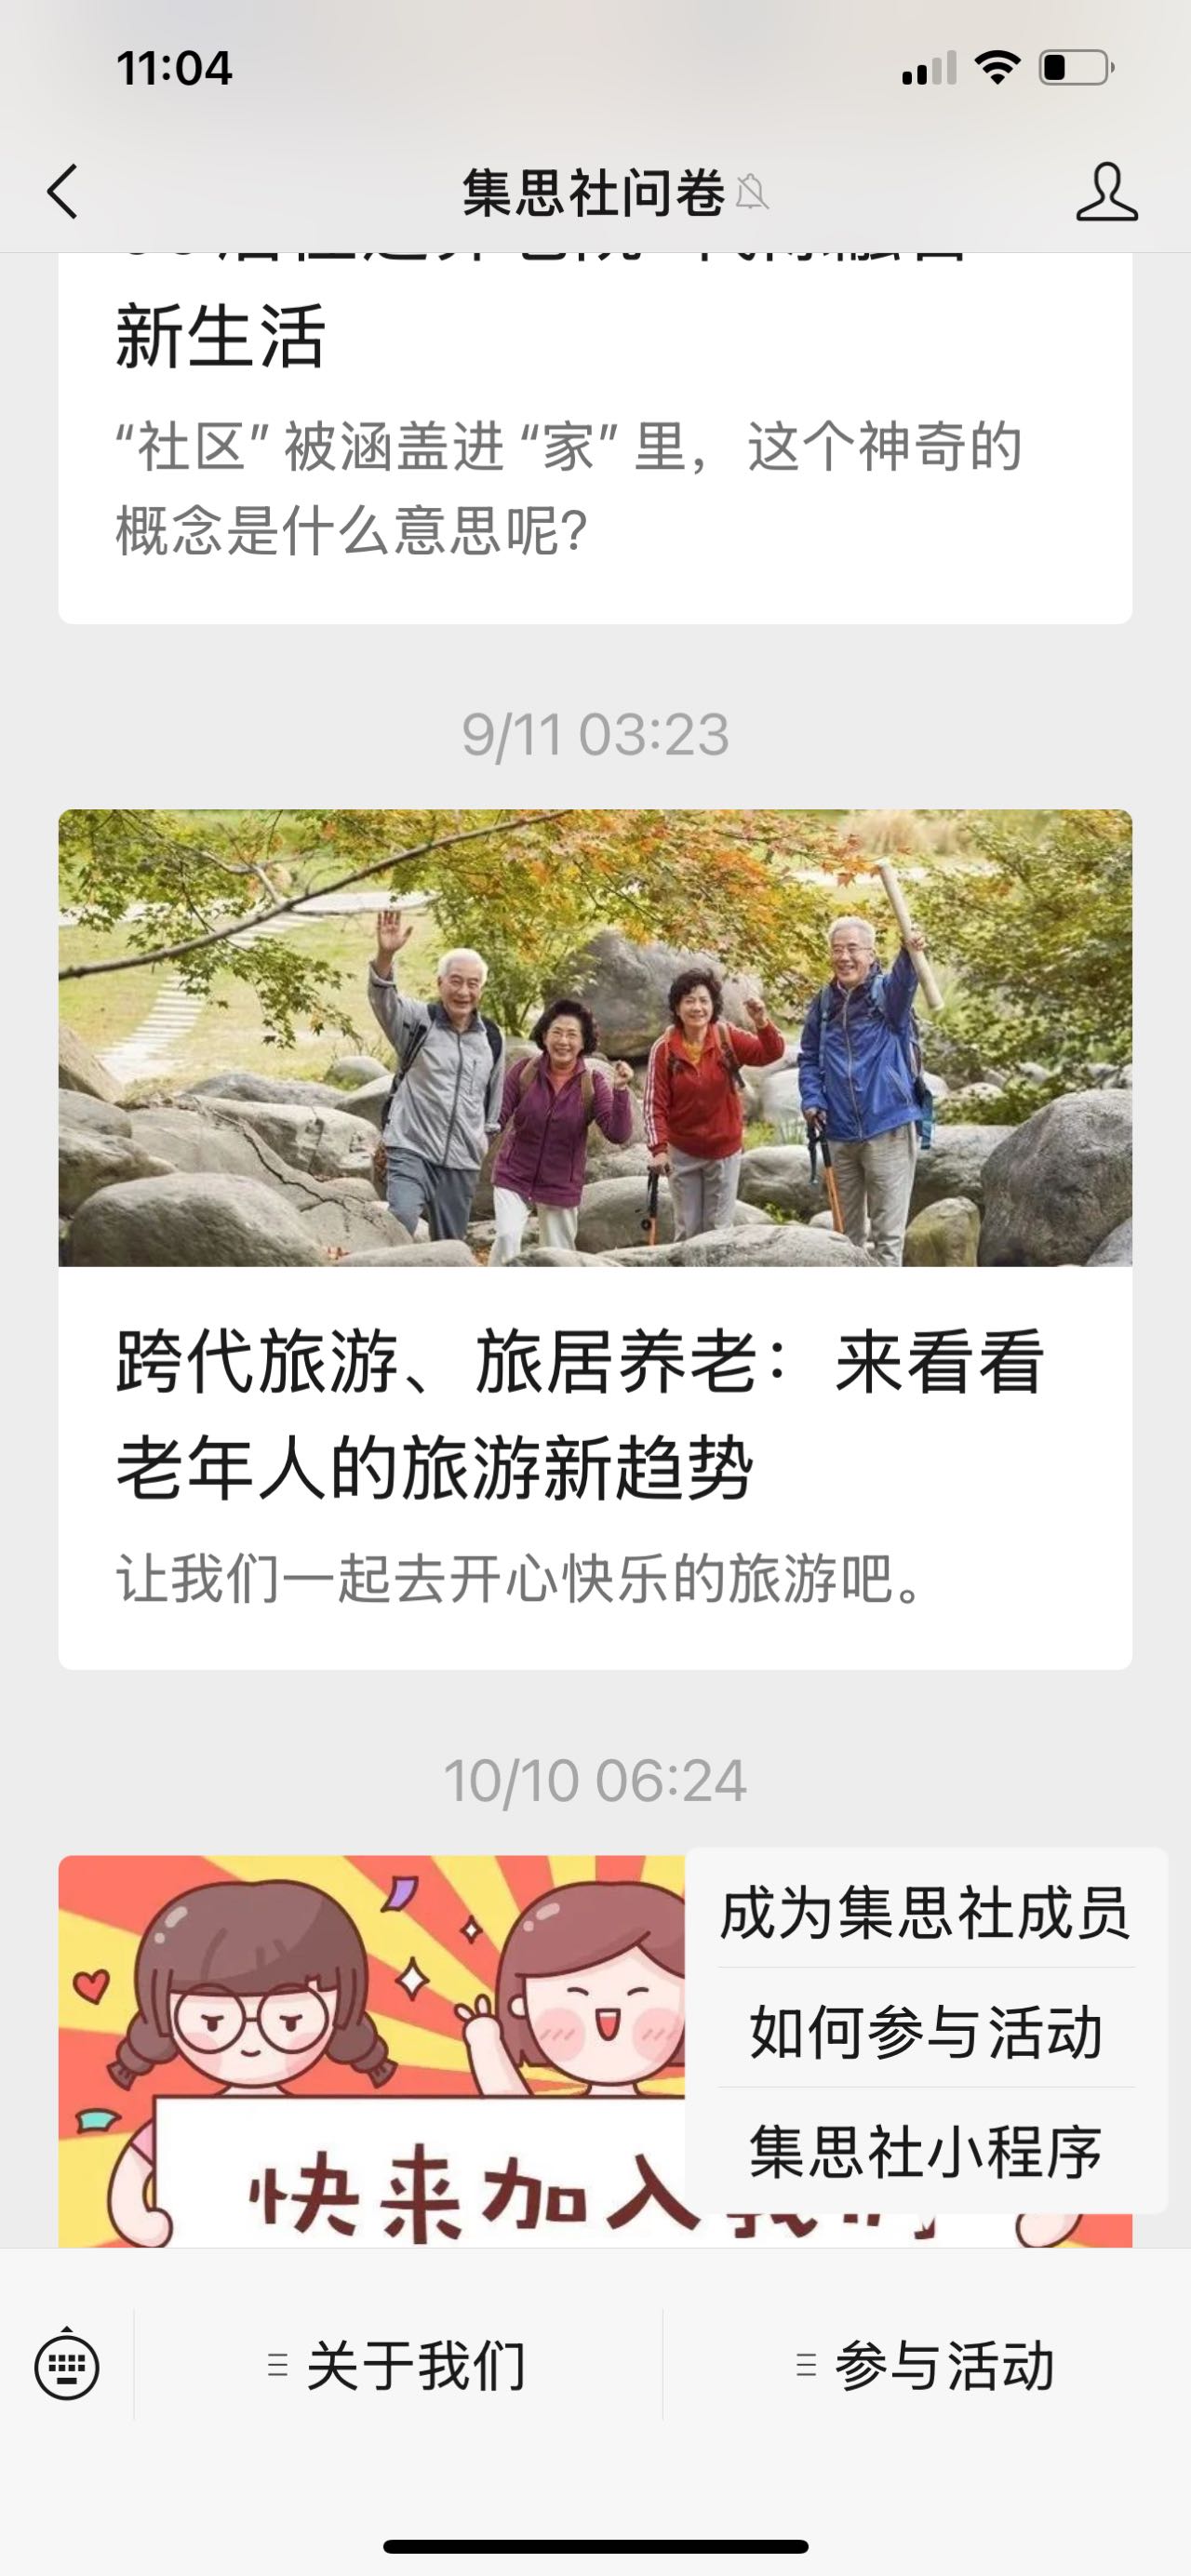 11:04
集思社问卷
新生活
“社区” 被涵盖进 “家” 里，这个神奇的
概念是什么意思呢?
9/11 03:23
跨代旅游、旅居养老：来看看
老年人的旅游新趋势
让我们一起去开心快乐的旅游吧。
10/10 06:24
成为集思社成员
如何参与活动
集思社小程序
快来加入我们
关于我们
参与活动